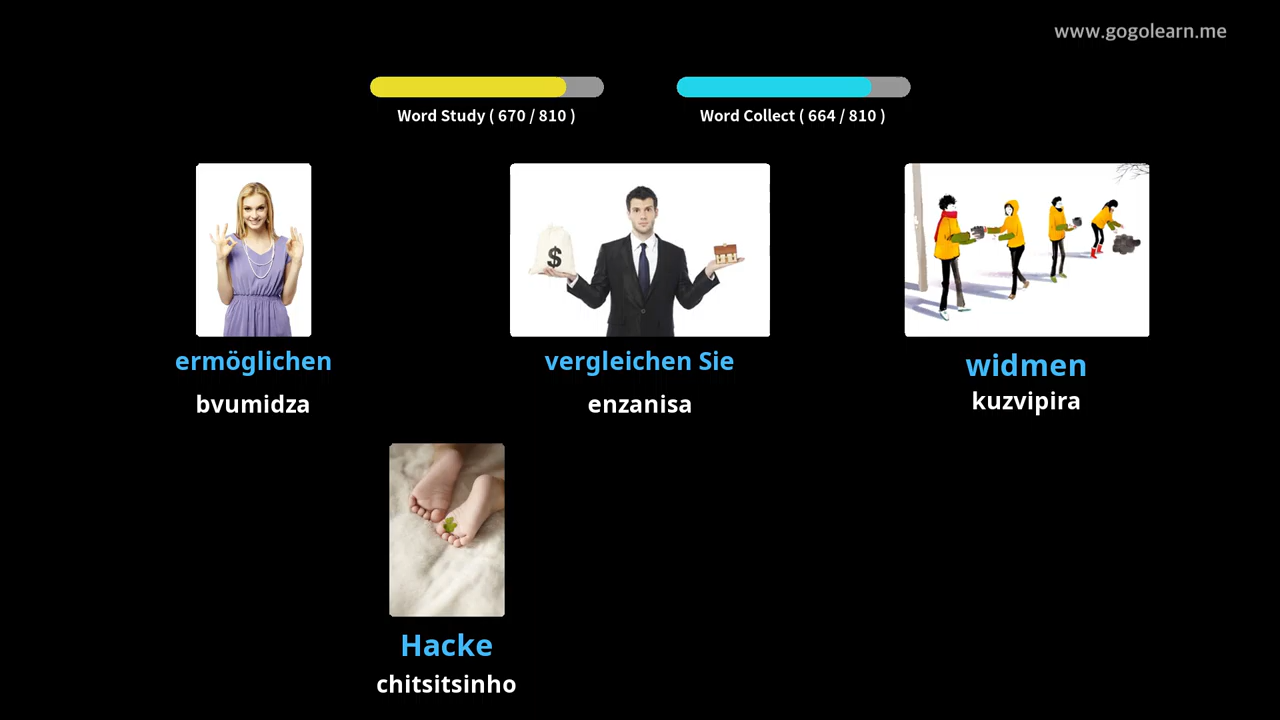 www.gogolearn.me
Word Study ( 670 / 810 )
Word Collect ( 664 / 810 )
$
ermöglichen
vergleichen Sie
widmen
bvumidza
enzanisa
kuzvipira
Hacke
chitsitsinho